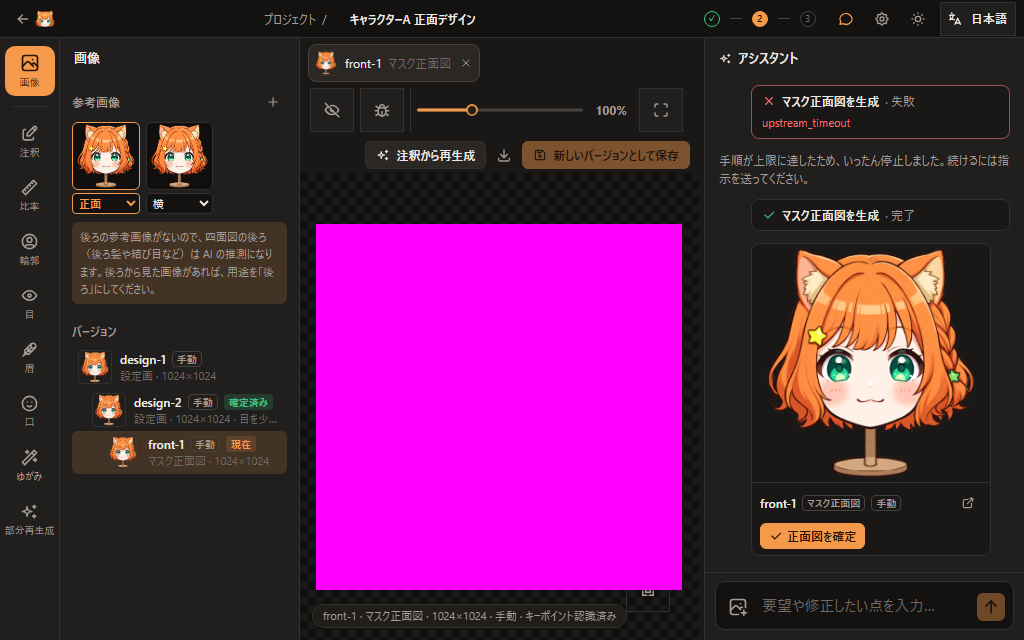 プロジェクト / キャラクターA 正面デザイン
2
3
日本語
画像
注釈
比率
輪郭
目
眉
口
ゆがみ
部分再生成
画像
参考画像
正面
横
後ろの参考画像がないので、四面図の後ろ
(後ろ髪や結び目など)は AI の推測になり
ます。後ろから見た画像があれば、用途を「後
ろ」にしてください。
バージョン
design-1 手動
設定画 · 1024×1024
design-2 手動 確定済み
設定画 · 1024×1024 · 目を少…
front-1 手動 現在
マスク正面図 · 1024×1024
front-1 マスク正面図
100%
注釈から再生成
新しいバージョンとして保存
front-1 · マスク正面図 · 1024×1024 · 手動 · キーポイント認識済み
アシスタント
マスク正面図を生成 · 失敗
upstream_timeout
手順が上限に達したため、いったん停止しました。続けるには指
示を送ってください。
マスク正面図を生成 · 完了
front-1 マスク正面図 手動
正面図を確定
要望や修正したい点を入力...